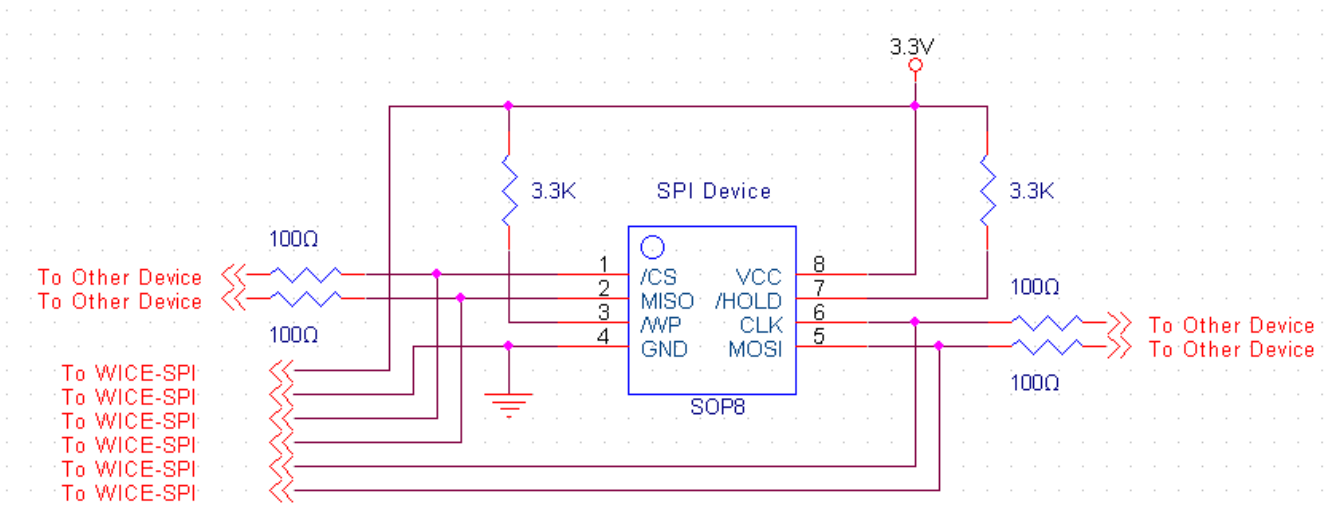 3.3V
3.3K
SPI Device
3.3K
100Ω
To Other Device
To Other Device
100Ω
1
2
3
4
/CS
MISO
/WP
GND
VCC
/HOLD
CLK
MOSI
8
7
6
5
100Ω
To Other Device
To Other Device
100Ω
SOP8
To WICE-SPI
To WICE-SPI
To WICE-SPI
To WICE-SPI
To WICE-SPI
To WICE-SPI